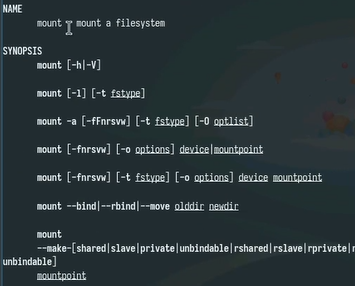 NAME
mount - mount a filesystem
SYNOPSIS
mount [-h|-V]
mount [-l] [-t fstype]
mount -a [-fFnrsvw] [-t fstype] [-O optlist]
mount [-fnrsvw] [-o options] device|mountpoint
mount [-fnrsvw] [-t fstype] [-o options] device mountpoint
mount --bind|--rbind|--move olddir newdir
mount
--make-[shared|slave|private|unbindable|rshared|rslave|rprivate|r
unbindable]
mountpoint